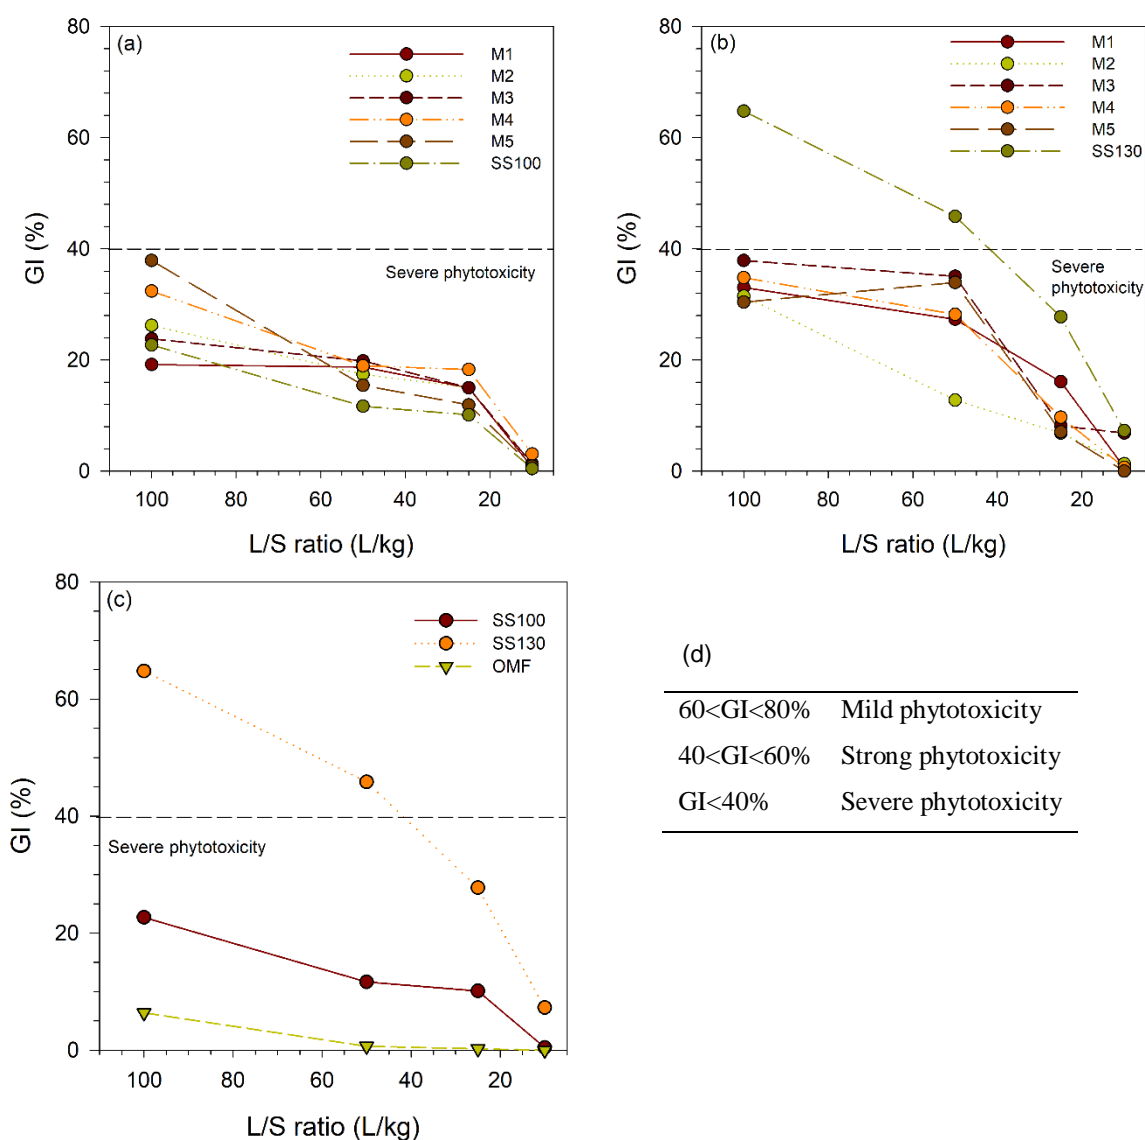 (a)
80
60
40
20
0
GI (%)
M1
M2
M3
M4
M5
SS100
Severe phytotoxicity
100 80 60 40 20
L/S ratio (L/kg)
(b)
80
60
40
20
0
GI (%)
M1
M2
M3
M4
M5
SS130
Severe
phytotoxicity
100 80 60 40 20
L/S ratio (L/kg)
(c)
80
60
40
20
0
GI (%)
SS100
SS130
OMF
Severe phytotoxicity
100 80 60 40 20
L/S ratio (L/kg)
(d)
60<GI<80% Mild phytotoxicity
40<GI<60% Strong phytotoxicity
GI<40% Severe phytotoxicity